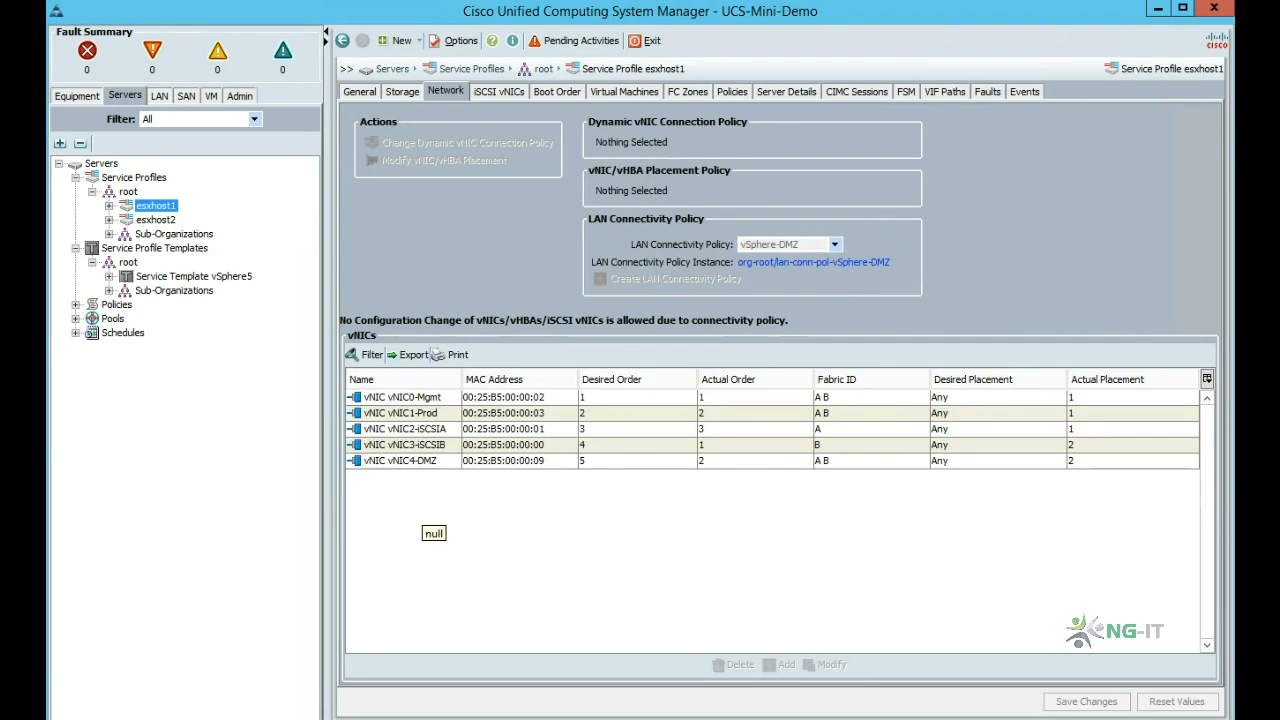 Cisco Unified Computing System Manager - UCS-Mini-Demo
Fault Summary
0 0 0 0
New Options ? i Pending Activities Exit
CISCO
>> Servers Service Profiles root Service Profile esxhost1 Service Profile esxhost1
Equipment Servers LAN SAN VM Admin
General Storage Network iSCSI vNICs Boot Order Virtual Machines FC Zones Policies Server Details CIMC Sessions FSM VIF Paths Faults Events
Filter: All
Servers
Service Profiles
root
esxhost1
esxhost2
Sub-Organizations
Service Profile Templates
root
Service Template vSphere5
Sub-Organizations
Policies
Pools
Schedules
Actions
Change Dynamic vNIC Connection Policy
Modify vNIC/vHBA Placement
Dynamic vNIC Connection Policy
Nothing Selected
vNIC/vHBA Placement Policy
Nothing Selected
LAN Connectivity Policy
LAN Connectivity Policy: vSphere-DMZ
LAN Connectivity Policy Instance: org-root/lan-conn-pol-vSphere-DMZ
Create LAN Connectivity Policy
No Configuration Change of vNICs/vHBAs/iSCSI vNICs is allowed due to connectivity policy.
vNICs
Filter Export Print
Name MAC Address Desired Order Actual Order Fabric ID Desired Placement Actual Placement
vNIC vNIC0-Mgmt 00:25:B5:00:00:02 1 1 A B Any 1
vNIC vNIC1-Prod 00:25:B5:00:00:03 2 2 A B Any 1
vNIC vNIC2-iSCSIA 00:25:B5:00:00:01 3 3 A Any 1
vNIC vNIC3-iSCSIB 00:25:B5:00:00:00 4 1 B Any 2
vNIC vNIC4-DMZ 00:25:B5:00:00:09 5 2 A B Any 2
null
NG-IT
Delete Add Modify
Save Changes Reset Values